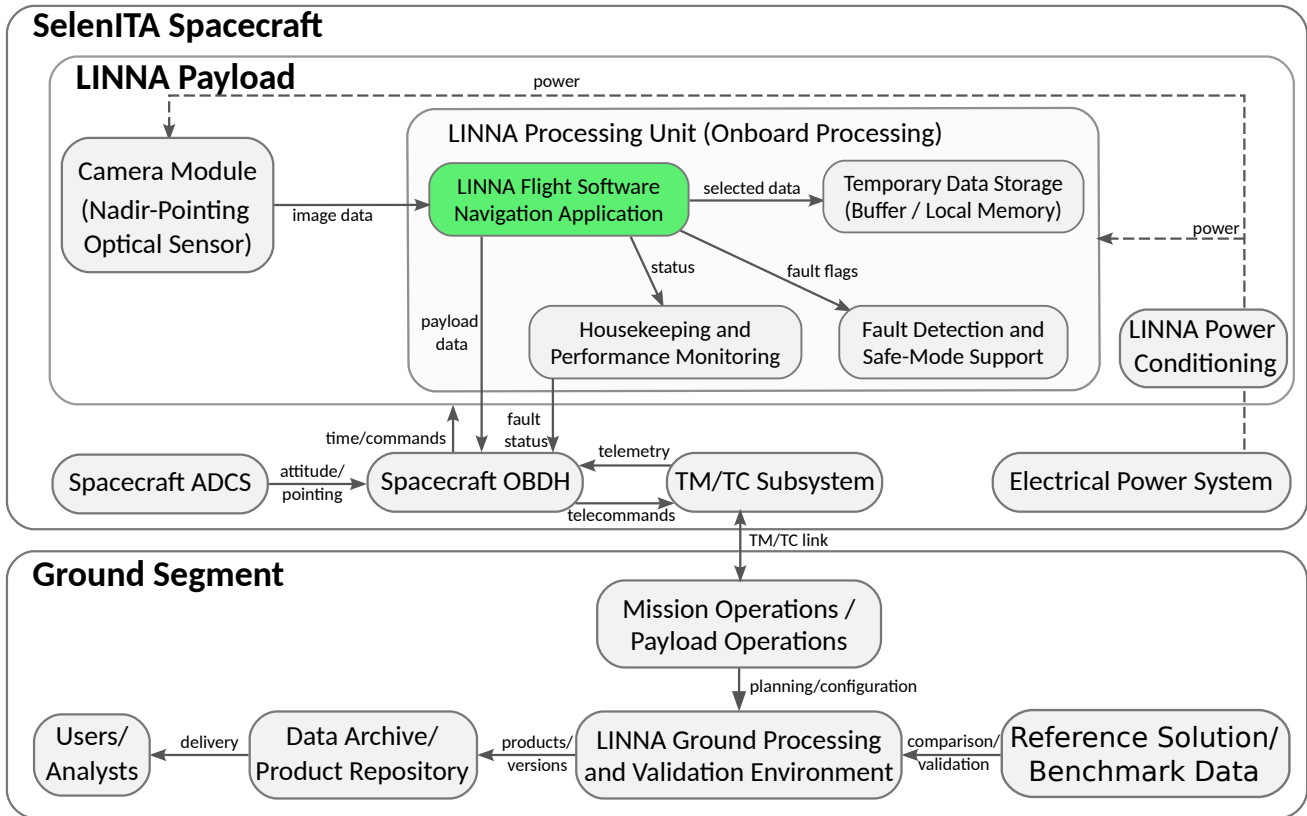 SelenITA Spacecraft
LINNA Payload
power
LINNA Processing Unit (Onboard Processing)
Camera Module
(Nadir-Pointing
Optical Sensor)
image data
LINNA Flight Software
Navigation Application
selected data
Temporary Data Storage
(Buffer / Local Memory)
power
status
fault flags
payload
data
Housekeeping and
Performance Monitoring
Fault Detection and
Safe-Mode Support
LINNA Power
Conditioning
time/commands
fault
status
Spacecraft ADCS
attitude/
pointing
Spacecraft OBDH
telemetry
telecommands
TM/TC Subsystem
Electrical Power System
TM/TC link
Ground Segment
Mission Operations /
Payload Operations
planning/configuration
Users/
Analysts
delivery
Data Archive/
Product Repository
products/
versions
LINNA Ground Processing
and Validation Environment
comparison/
validation
Reference Solution/
Benchmark Data